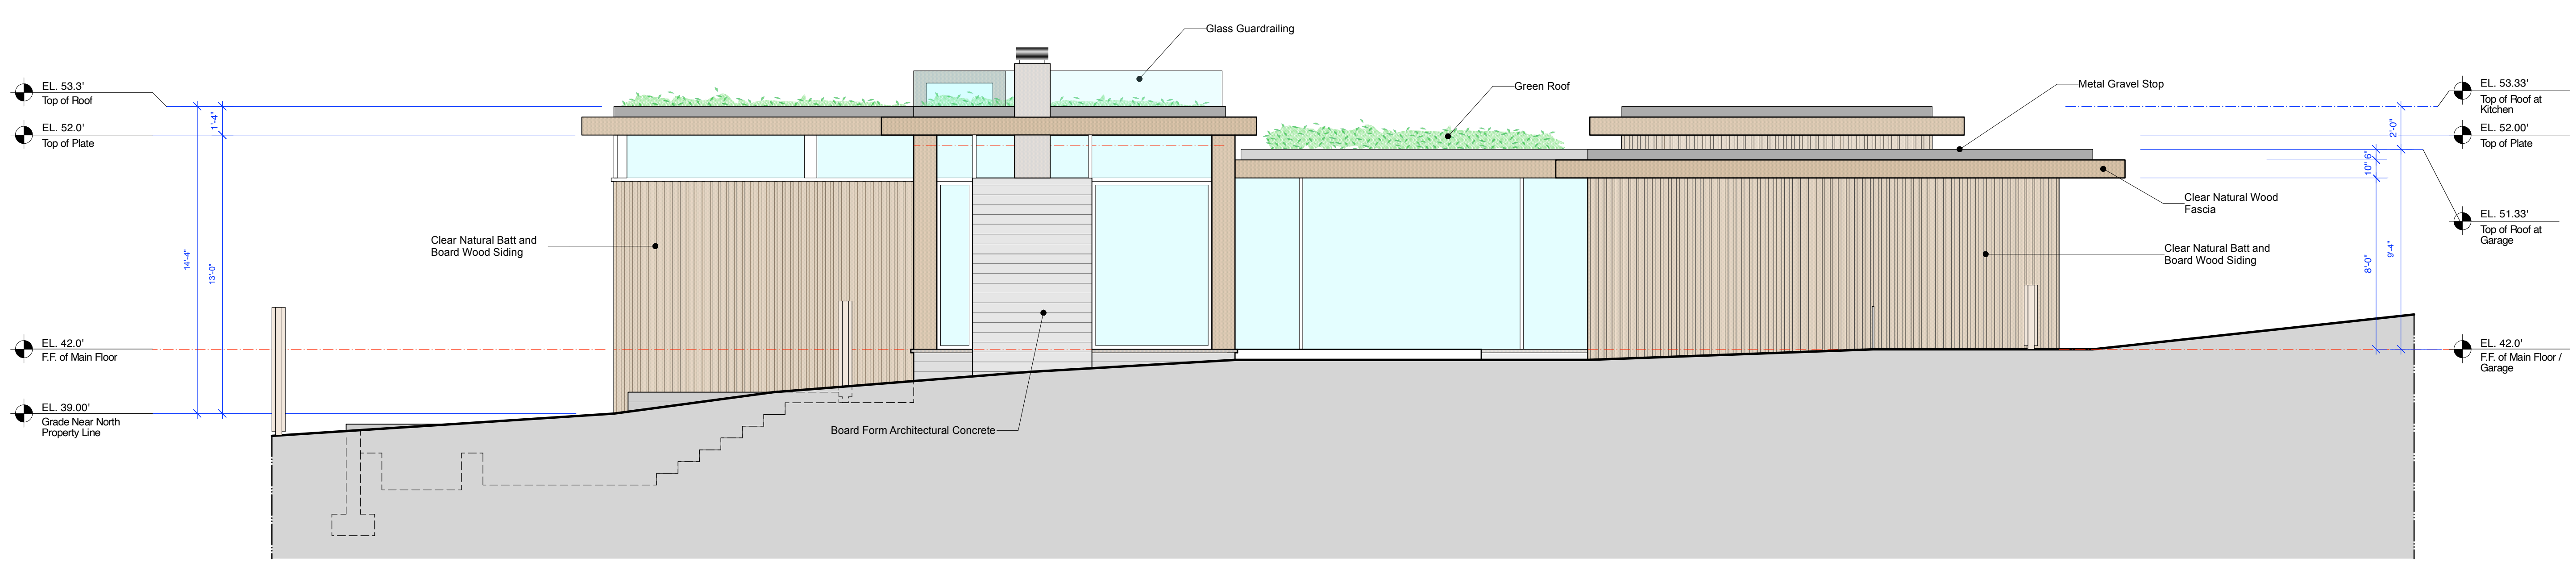 Glass Guardrailing
EL. 53.3'
Top of Roof
EL. 52.0'
Top of Plate
1'-4"
14'-4"
13'-0"
Clear Natural Batt and
Board Wood Siding
EL. 42.0'
F.F. of Main Floor
EL. 39.00'
Grade Near North
Property Line
Board Form Architectural Concrete
Green Roof
Metal Gravel Stop
Clear Natural Wood
Fascia
Clear Natural Batt and
Board Wood Siding
2'-0"
6"
10"
8'-0"
9'-4"
EL. 53.33'
Top of Roof at
Kitchen
EL. 52.00'
Top of Plate
EL. 51.33'
Top of Roof at
Garage
EL. 42.0'
F.F. of Main Floor /
Garage